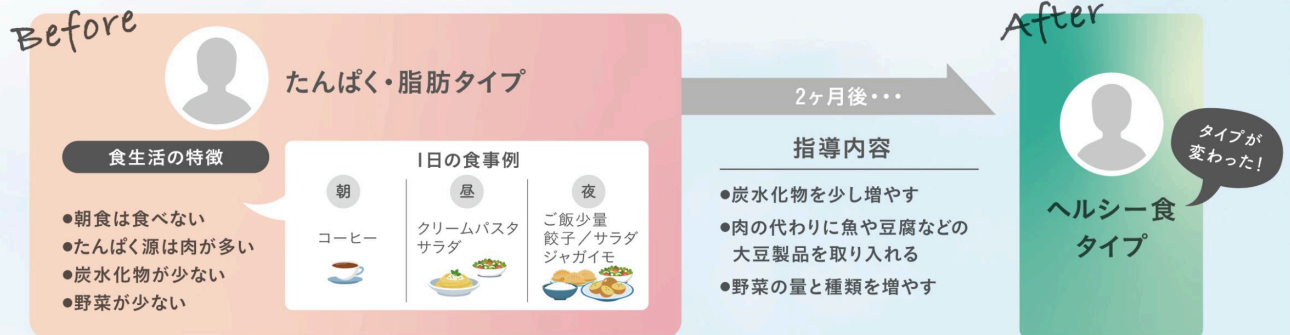 Before
たんぱく・脂肪タイプ
食生活の特徴
●朝食は食べない
●たんぱく源は肉が多い
●炭水化物が少ない
●野菜が少ない
1日の食事例
朝
コーヒー
昼
クリームパスタ
サラダ
夜
ご飯少量
餃子／サラダ
ジャガイモ
2ヶ月後・・・
指導内容
●炭水化物を少し増やす
●肉の代わりに魚や豆腐などの
大豆製品を取り入れる
●野菜の量と種類を増やす
After
タイプが
変わった！
ヘルシー食
タイプ